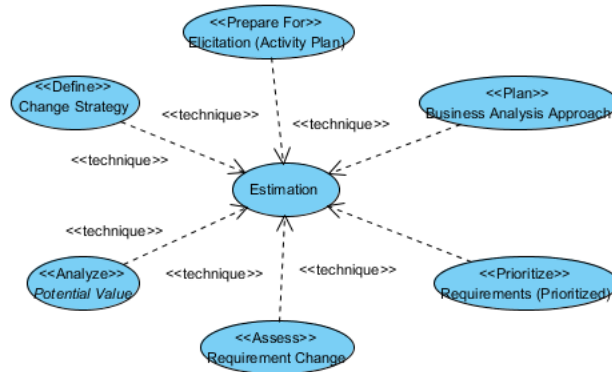 <<Prepare For>>
Elicitation (Activity Plan)
<<Define>>
Change Strategy
<<Plan>>
Business Analysis Approach
<<technique>>
<<technique>>
<<technique>>
Estimation
<<technique>>
<<Analyze>>
Potential Value
<<technique>>
<<technique>>
<<Prioritize>>
Requirements (Prioritized)
<<Assess>>
Requirement Change